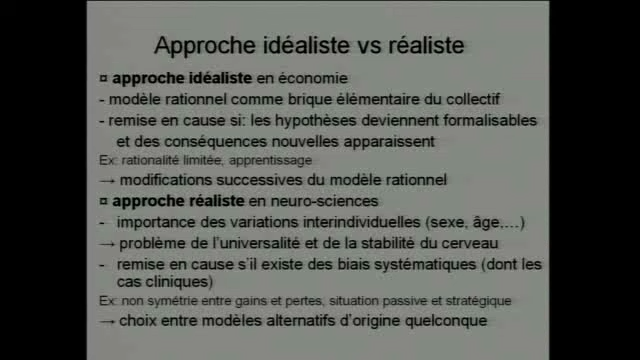 Approche idéaliste vs réaliste
¤ approche idéaliste en économie
- modèle rationnel comme brique élémentaire du collectif
- remise en cause si: les hypothèses deviennent formalisables
et des conséquences nouvelles apparaissent
Ex: rationalité limitée, apprentissage
→ modifications successives du modèle rationnel
¤ approche réaliste en neuro-sciences
- importance des variations interindividuelles (sexe, âge,…)
→ problème de l'universalité et de la stabilité du cerveau
- remise en cause s'il existe des biais systématiques (dont les
cas cliniques)
Ex: non symétrie entre gains et pertes, situation passive et stratégique
→ choix entre modèles alternatifs d'origine quelconque